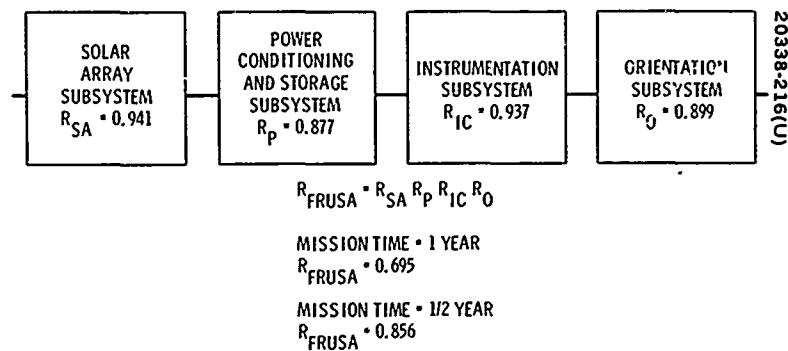 SOLAR
ARRAY
SUBSYSTEM
R_SA = 0.941
POWER
CONDITIONING
AND STORAGE
SUBSYSTEM
R_P = 0.877
INSTRUMENTATION
SUBSYSTEM
R_IC = 0.937
ORIENTATION
SUBSYSTEM
R_O = 0.899
20338-216(U)
R_FRUSA = R_SA R_P R_IC R_O
MISSION TIME = 1 YEAR
R_FRUSA = 0.695
MISSION TIME = 1/2 YEAR
R_FRUSA = 0.856